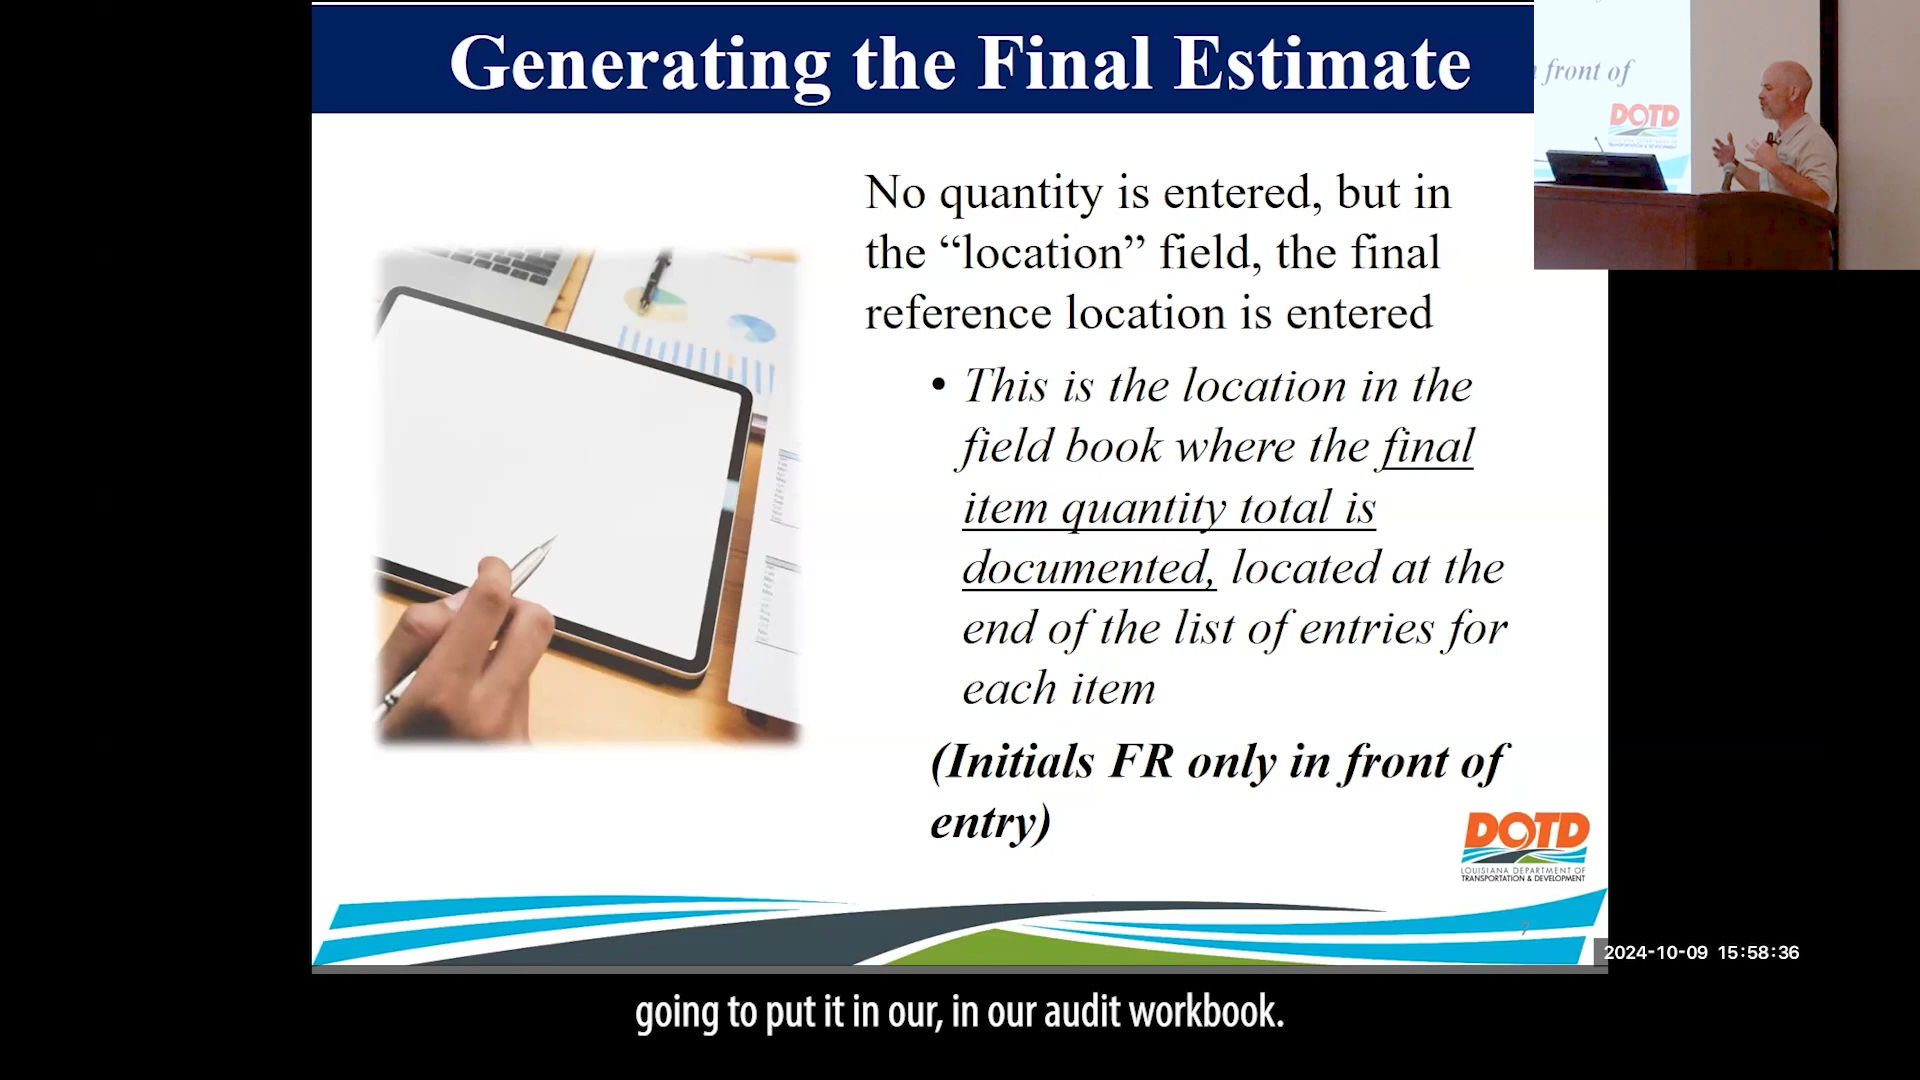 Generating the Final Estimate
No quantity is entered, but in
the “location” field, the final
reference location is entered
• This is the location in the
field book where the final
item quantity total is
documented, located at the
end of the list of entries for
each item
(Initials FR only in front of
entry)
DOTD
LOUISIANA DEPARTMENT OF
TRANSPORTATION & DEVELOPMENT
7
front of
DOTD
2024-10-09 15:58:36
going to put it in our, in our audit workbook.